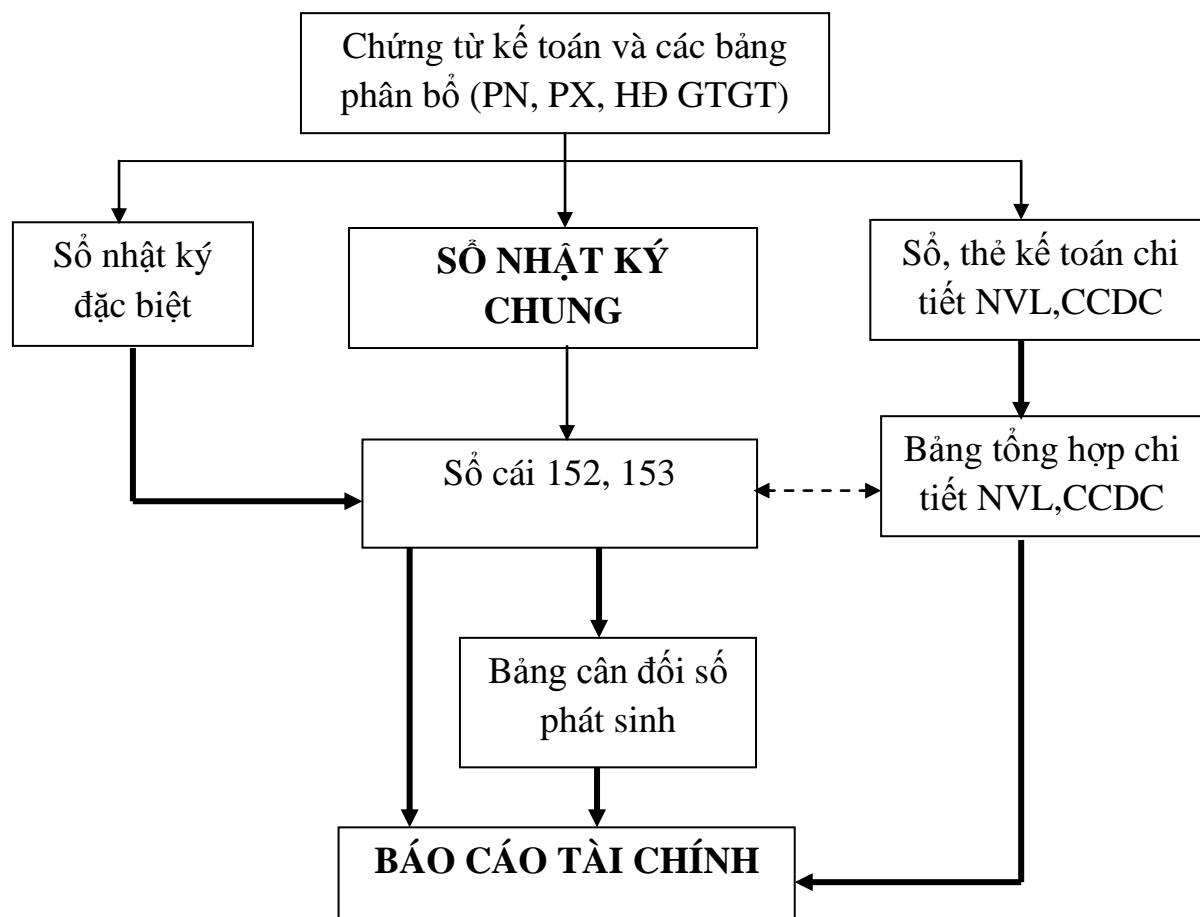 Chứng từ kế toán và các bảng
phân bổ (PN, PX, HĐ GTGT)
Sổ nhật ký
đặc biệt
SỔ NHẬT KÝ
CHUNG
Sổ, thẻ kế toán chi
tiết NVL,CCDC
Sổ cái 152, 153
Bảng tổng hợp chi
tiết NVL,CCDC
Bảng cân đối số
phát sinh
BÁO CÁO TÀI CHÍNH